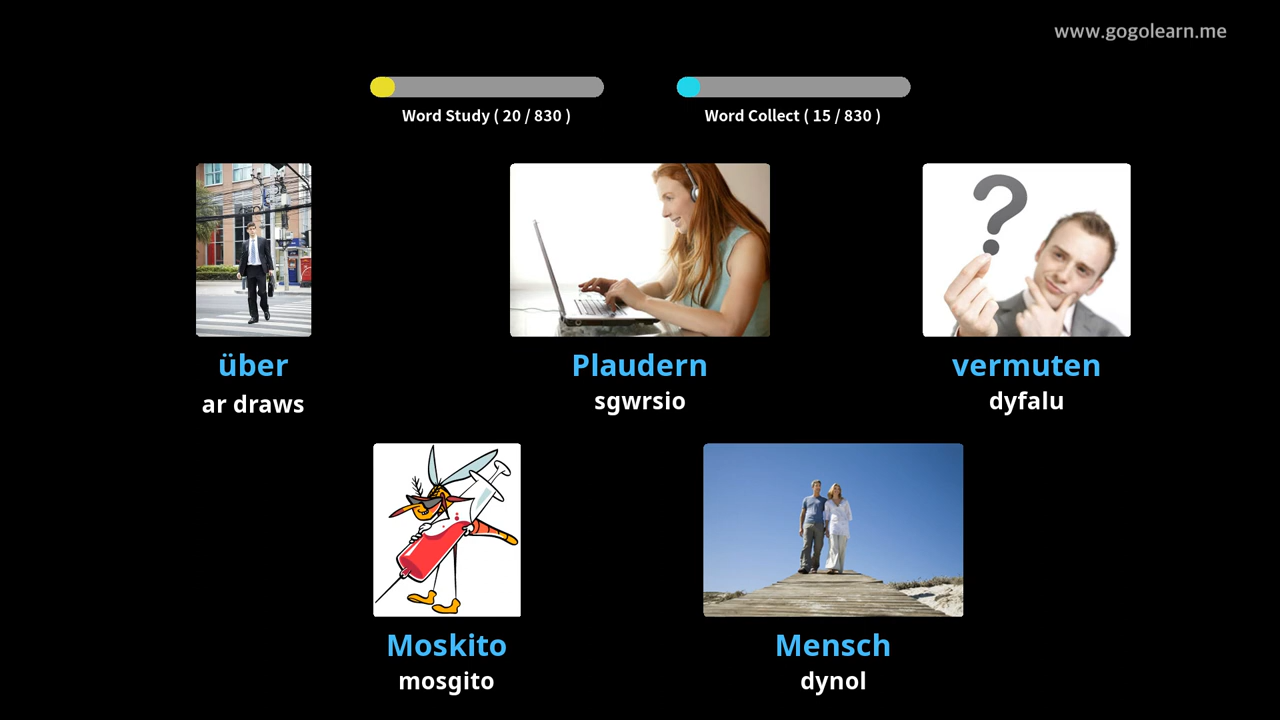 www.gogolearn.me
Word Study ( 20 / 830 )
Word Collect ( 15 / 830 )
über
ar draws
Plaudern
sgwrsio
vermuten
dyfalu
Moskito
mosgito
Mensch
dynol